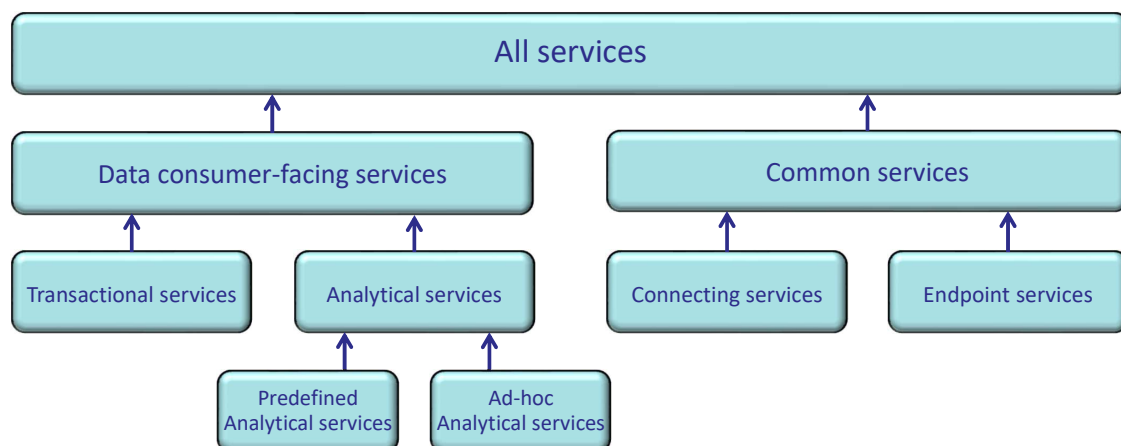 All services
Data consumer-facing services
Common services
Transactional services
Analytical services
Connecting services
Endpoint services
Predefined
Analytical services
Ad-hoc
Analytical services